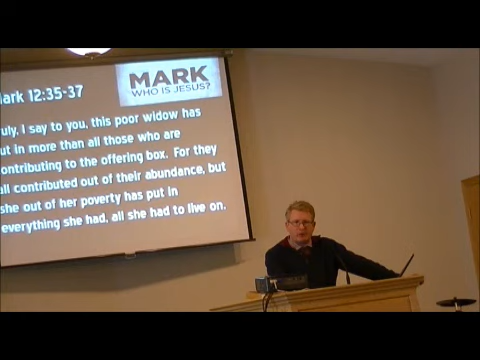 ark 12:35-37
MARK
WHO IS JESUS?
ruly, I say to you, this poor widow has
ut in more than all those who are
ontributing to the offering box. For they
all contributed out of their abundance, but
she out of her poverty has put in
everything she had, all she had to live on.